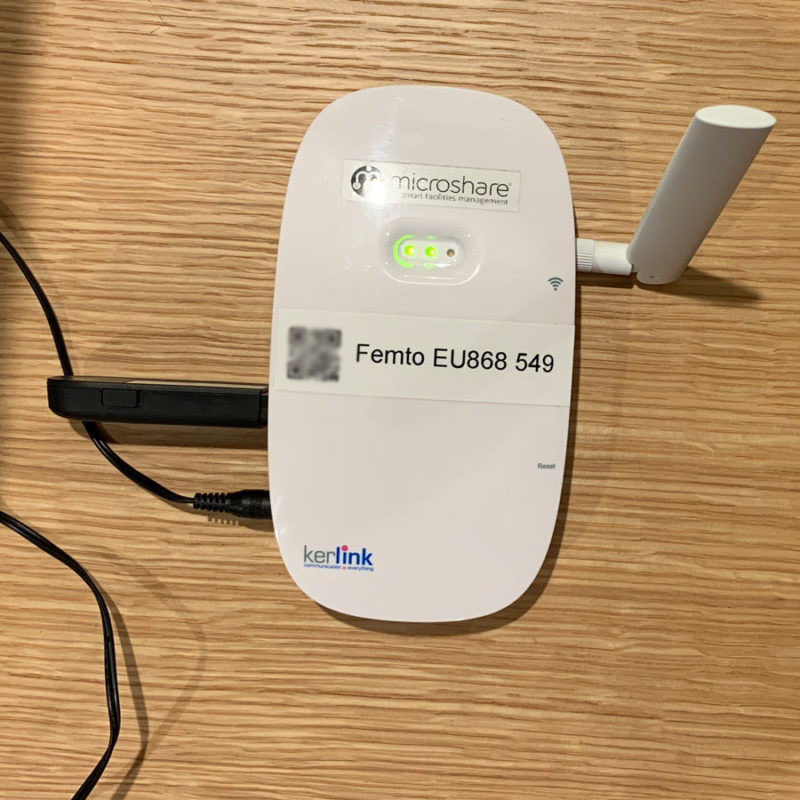 microshare®
smart facilities management
Femto EU868 549
Reset
kerlink
communication is everything